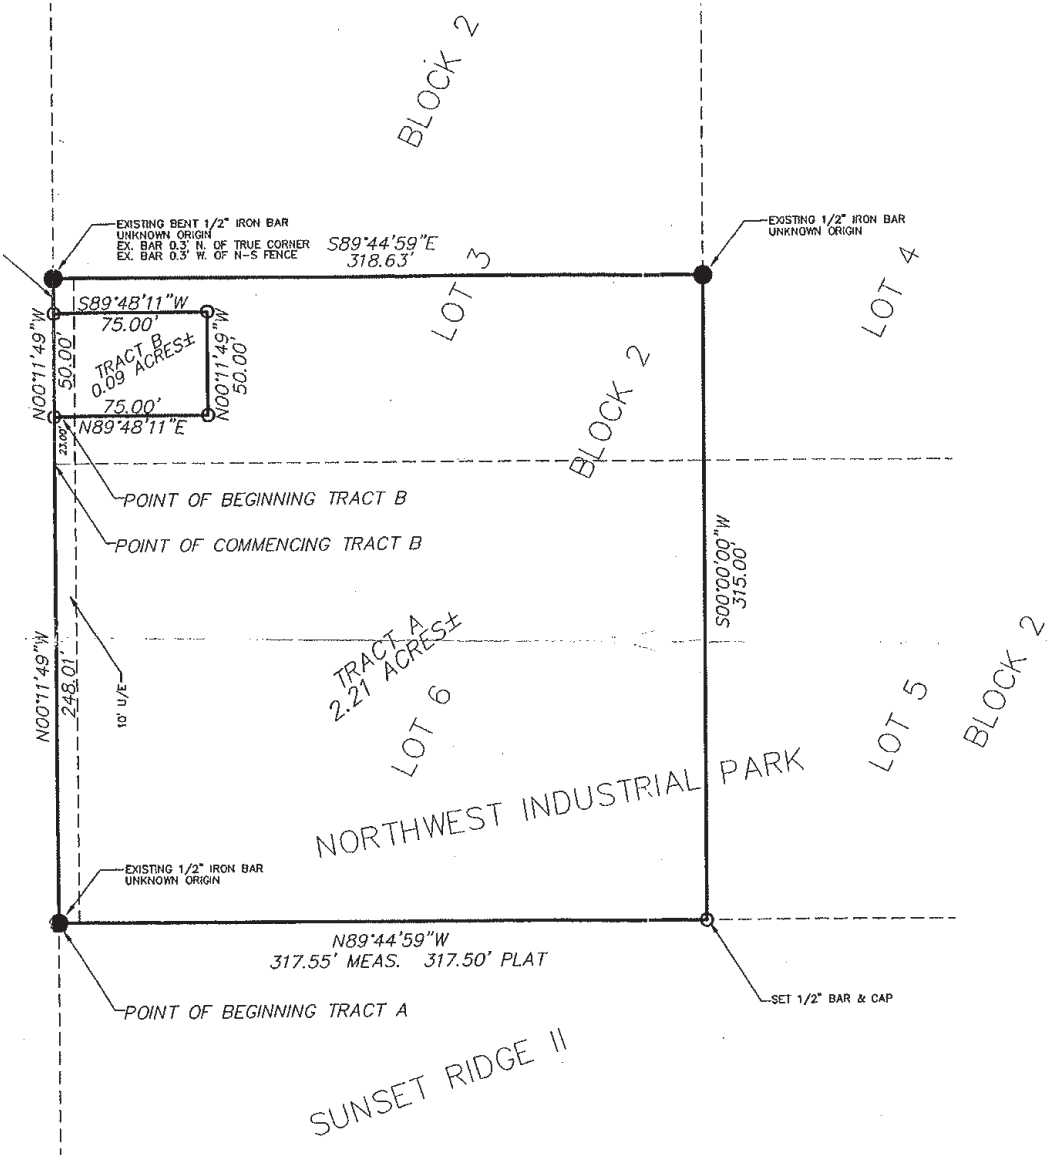 BLOCK 2
EXISTING BENT 1/2" IRON BAR
UNKNOWN ORIGIN
EX. BAR 0.3' N. OF TRUE CORNER
EX. BAR 0.3' W. OF N-S FENCE
S89°44'59"E
318.63'
EXISTING 1/2" IRON BAR
UNKNOWN ORIGIN
LOT 3
LOT 4
S89°48'11"W
75.00'
N00°11'49"W
50.00'
TRACT B
0.09 ACRES±
N00°11'49"W
50.00'
75.00'
N89°48'11"E
23.00'
BLOCK 2
POINT OF BEGINNING TRACT B
POINT OF COMMENCING TRACT B
S00°00'00"W
315.00'
TRACT A
2.21 ACRES±
N00°11'49"W
248.01'
10' U/E
LOT 6
LOT 5
BLOCK 2
NORTHWEST INDUSTRIAL PARK
EXISTING 1/2" IRON BAR
UNKNOWN ORIGIN
N89°44'59"W
317.55' MEAS. 317.50' PLAT
SET 1/2" BAR & CAP
POINT OF BEGINNING TRACT A
SUNSET RIDGE II